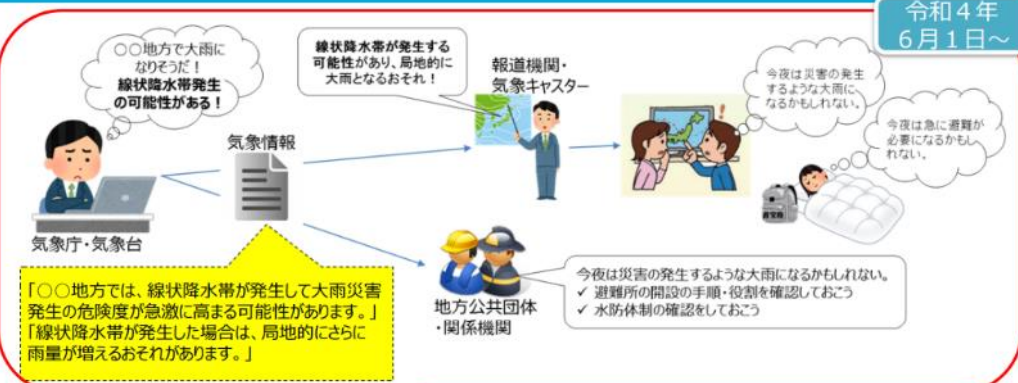 令和４年
６月１日～
○○地方で大雨に
なりそうだ！
線状降水帯発生
の可能性がある！
線状降水帯が発生する
可能性があり、局地的に
大雨となるおそれ！
報道機関・
気象キャスター
今夜は災害の発生
するような大雨に
なるかもしれない。
今夜は急に避難が
必要になるかもし
れない。
気象情報
気象庁・気象台
「○○地方では、線状降水帯が発生して大雨災害
発生の危険度が急激に高まる可能性があります。」
「線状降水帯が発生した場合は、局地的にさらに
雨量が増えるおそれがあります。」
地方公共団体
・関係機関
今夜は災害の発生するような大雨になるかもしれない。
✓ 避難所の開設の手順・役割を確認しておこう
✓ 水防体制の確認をしておこう